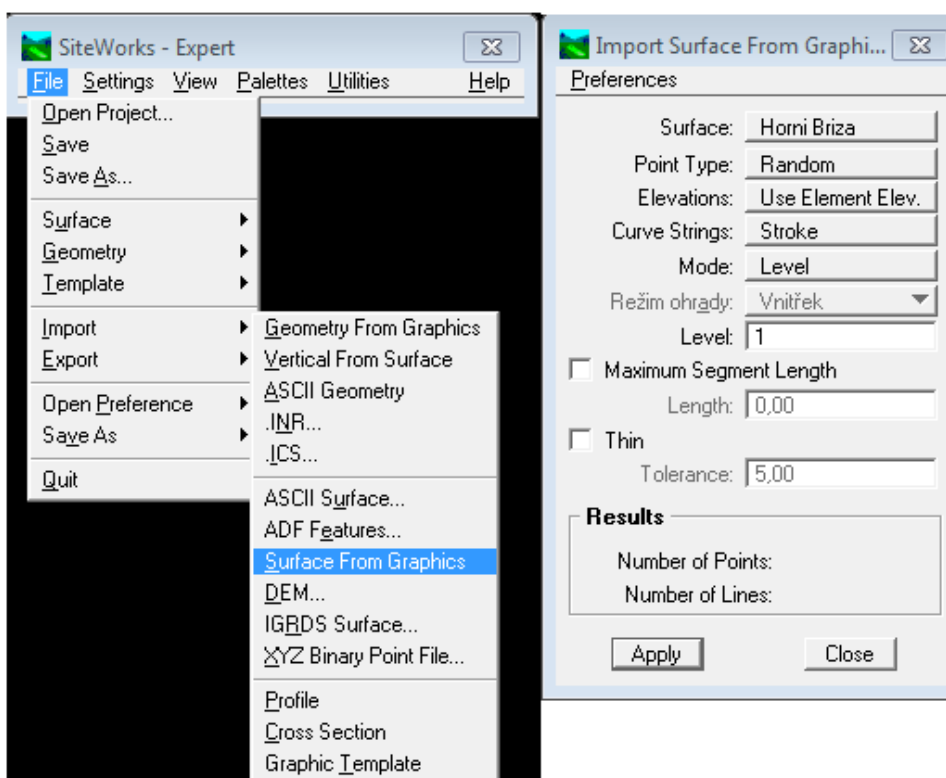 SiteWorks - Expert
File Settings View Palettes Utilities Help
Open Project...
Save
Save As...
Surface
Geometry
Template
Import
Export
Open Preference
Save As
Quit
Geometry From Graphics
Vertical From Surface
ASCII Geometry
.INR...
.ICS...
ASCII Surface...
ADF Features...
Surface From Graphics
DEM...
IGRDS Surface...
XYZ Binary Point File...
Profile
Cross Section
Graphic Template
Import Surface From Graphi...
Preferences
Surface: Horni Briza
Point Type: Random
Elevations: Use Element Elev.
Curve Strings: Stroke
Mode: Level
Režim ohrady: Vnitřek
Level: 1
Maximum Segment Length
Length: 0,00
Thin
Tolerance: 5,00
Results
Number of Points:
Number of Lines:
Apply Close